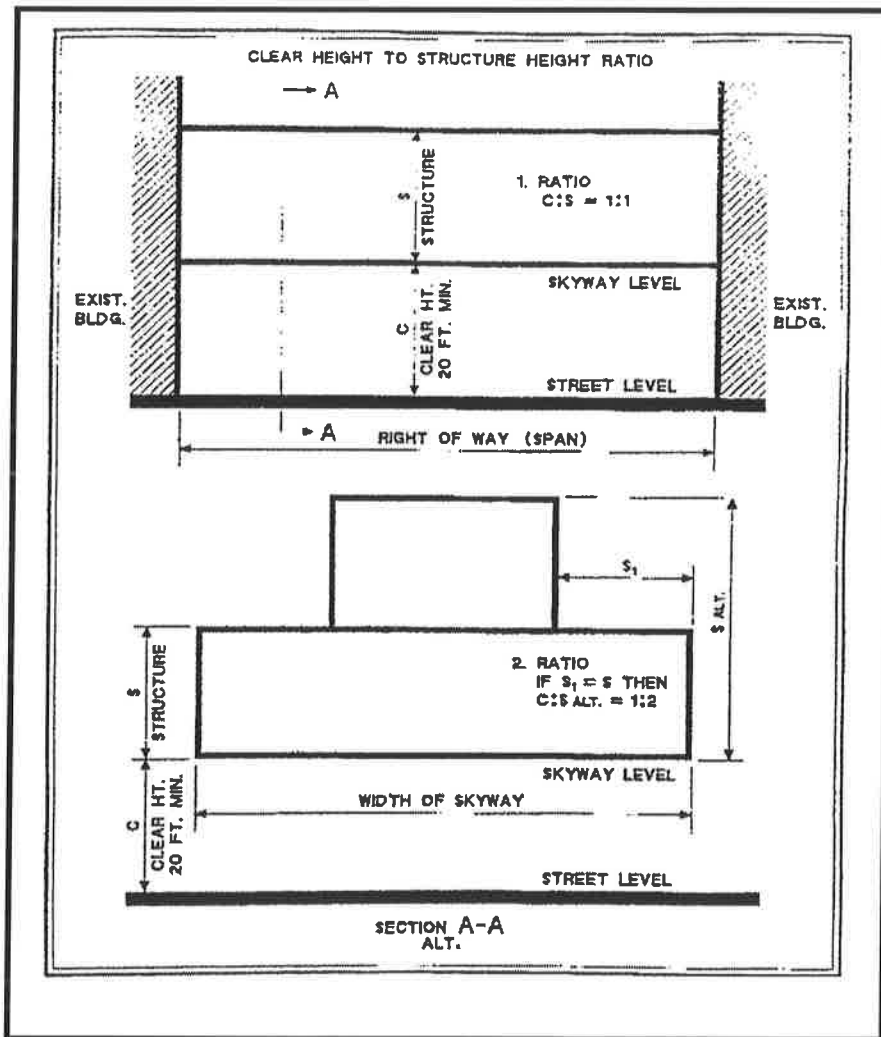 CLEAR HEIGHT TO STRUCTURE HEIGHT RATIO
A
S
STRUCTURE
1. RATIO
C:S = 1:1
EXIST.
BLDG.
SKYWAY LEVEL
EXIST.
BLDG.
C
CLEAR HT.
20 FT. MIN.
STREET LEVEL
A
RIGHT OF WAY (SPAN)
S₁
S ALT.
S
STRUCTURE
2. RATIO
IF S₁ = S THEN
C:S ALT. = 1:2
SKYWAY LEVEL
WIDTH OF SKYWAY
C
CLEAR HT.
20 FT. MIN.
STREET LEVEL
SECTION A-A
ALT.